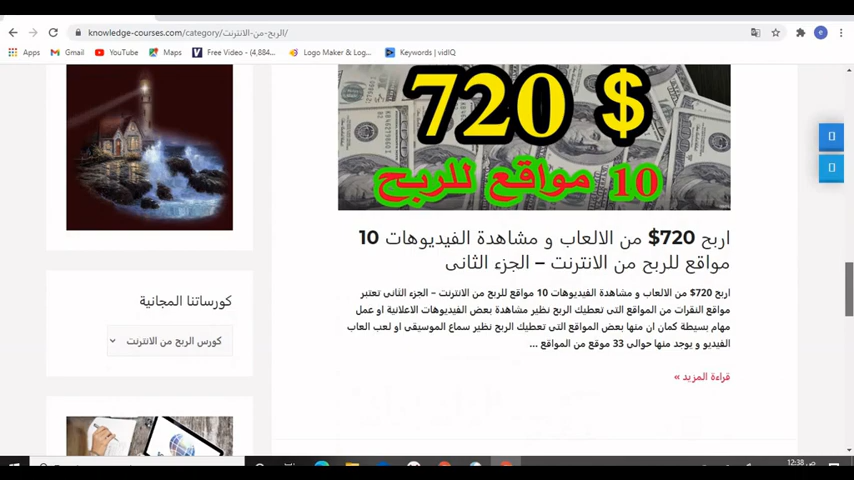 knowledge-courses.com/category/الربح-من-الانترنت/
Apps
Gmail
YouTube
Maps
Free Video - (4,884...
Logo Maker & Log...
Keywords | vidIQ
e
720 $
10 مواقع للربح
اربح 720$ من الالعاب و مشاهدة الفيديوهات 10
مواقع للربح من الانترنت – الجزء الثانى
اربح 720$ من الالعاب و مشاهدة الفيديوهات 10 مواقع للربح من الانترنت – الجزء الثانى تعتبر
مواقع النقرات من المواقع التى تعطيك الربح نظير مشاهدة بعض الفيديوهات الاعلانية او عمل
مهام بسيطة كمان ان منها بعض المواقع التى تعطيك الربح نظير سماع الموسيقى او لعب العاب
الفيديو و يوجد منها حوالى 33 موقع من المواقع ...
قراءة المزيد »
كورساتنا المجانية
كورس الربح من الانترنت
12:38 ص